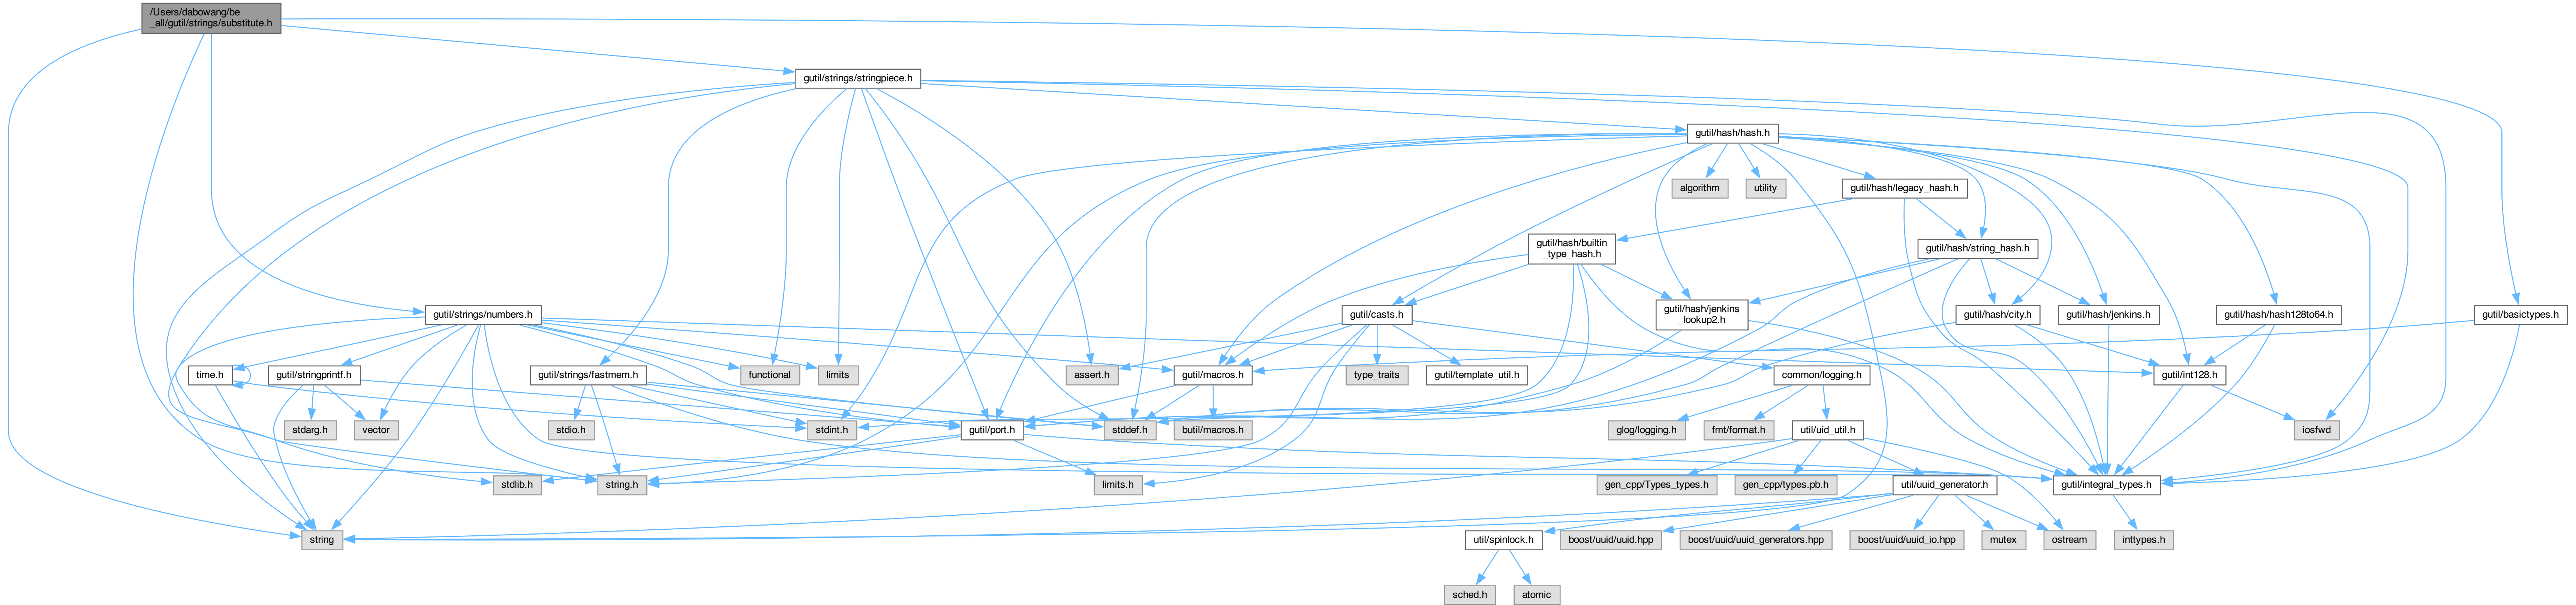 /Users/dabowang/be
_all/gutil/strings/substitute.h
gutil/strings/stringpiece.h
gutil/hash/hash.h
algorithm
utility
gutil/hash/legacy_hash.h
gutil/hash/builtin
_type_hash.h
gutil/hash/string_hash.h
gutil/strings/numbers.h
gutil/casts.h
gutil/hash/jenkins
_lookup2.h
gutil/hash/city.h
gutil/hash/jenkins.h
gutil/hash/hash128to64.h
gutil/basictypes.h
time.h
gutil/stringprintf.h
gutil/strings/fastmem.h
functional
limits
assert.h
gutil/macros.h
type_traits
gutil/template_util.h
common/logging.h
gutil/int128.h
stdarg.h
vector
stdio.h
stdint.h
gutil/port.h
stddef.h
butil/macros.h
glog/logging.h
fmt/format.h
util/uid_util.h
iosfwd
stdlib.h
string.h
limits.h
gen_cpp/Types_types.h
gen_cpp/types.pb.h
util/uuid_generator.h
gutil/integral_types.h
string
util/spinlock.h
boost/uuid/uuid.hpp
boost/uuid/uuid_generators.hpp
boost/uuid/uuid_io.hpp
mutex
ostream
inttypes.h
sched.h
atomic